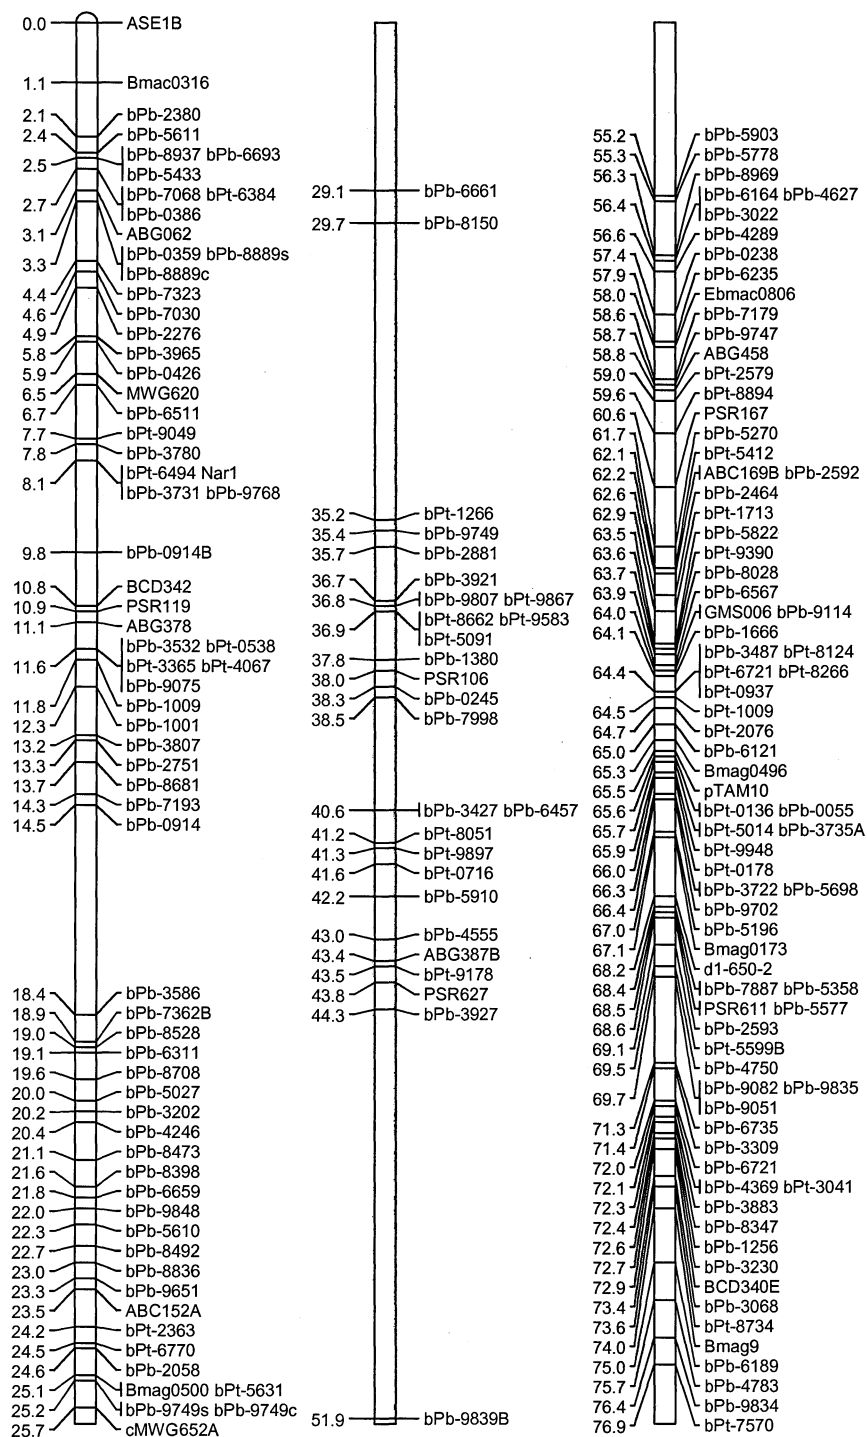 0.0 ASE1B
1.1 Bmac0316
2.1 bPb-2380
2.4 bPb-5611
2.5 bPb-8937 bPb-6693
bPb-5433
2.7 bPb-7068 bPt-6384
bPb-0386
3.1 ABG062
3.3 bPb-0359 bPb-8889s
bPb-8889c
4.4 bPb-7323
4.6 bPb-7030
4.9 bPb-2276
5.8 bPb-3965
5.9 bPb-0426
6.5 MWG620
6.7 bPb-6511
7.7 bPt-9049
7.8 bPb-3780
8.1 bPt-6494 Nar1
bPb-3731 bPb-9768
9.8 bPb-0914B
10.8 BCD342
10.9 PSR119
11.1 ABG378
bPb-3532 bPt-0538
11.6 bPt-3365 bPt-4067
bPb-9075
11.8 bPb-1009
12.3 bPb-1001
13.2 bPb-3807
13.3 bPb-2751
13.7 bPb-8681
14.3 bPb-7193
14.5 bPb-0914
18.4 bPb-3586
18.9 bPb-7362B
19.0 bPb-8528
19.1 bPb-6311
19.6 bPb-8708
20.0 bPb-5027
20.2 bPb-3202
20.4 bPb-4246
21.1 bPb-8473
21.6 bPb-8398
21.8 bPb-6659
22.0 bPb-9848
22.3 bPb-5610
22.7 bPb-8492
23.0 bPb-8836
23.3 bPb-9651
23.5 ABC152A
24.2 bPt-2363
24.5 bPt-6770
24.6 bPb-2058
25.1 Bmag0500 bPt-5631
25.2 bPb-9749s bPb-9749c
25.7 cMWG652A
29.1 bPb-6661
29.7 bPb-8150
35.2 bPt-1266
35.4 bPb-9749
35.7 bPb-2881
36.7 bPb-3921
36.8 bPb-9807 bPt-9867
36.9 bPt-8662 bPt-9583
bPt-5091
37.8 bPb-1380
38.0 PSR106
38.3 bPb-0245
38.5 bPb-7998
40.6 bPb-3427 bPb-6457
41.2 bPt-8051
41.3 bPt-9897
41.6 bPt-0716
42.2 bPb-5910
43.0 bPb-4555
43.4 ABG387B
43.5 bPt-9178
43.8 PSR627
44.3 bPb-3927
51.9 bPb-9839B
55.2 bPb-5903
55.3 bPb-5778
56.3 bPb-8969
56.4 bPb-6164 bPb-4627
bPb-3022
56.6 bPb-4289
57.4 bPb-0238
57.9 bPb-6235
58.0 Ebmac0806
58.6 bPb-7179
58.7 bPb-9747
58.8 ABG458
59.0 bPt-2579
59.6 bPt-8894
60.6 PSR167
61.7 bPb-5270
62.1 bPt-5412
62.2 ABC169B bPb-2592
62.6 bPb-2464
62.9 bPt-1713
63.5 bPb-5822
63.6 bPt-9390
63.7 bPb-8028
63.9 bPb-6567
64.0 GMS006 bPb-9114
64.1 bPb-1666
bPb-3487 bPt-8124
64.4 bPt-6721 bPt-8266
bPt-0937
64.5 bPt-1009
64.7 bPt-2076
65.0 bPb-6121
65.3 Bmag0496
65.5 pTAM10
65.6 bPt-0136 bPb-0055
65.7 bPt-5014 bPb-3735A
65.9 bPt-9948
66.0 bPt-0178
66.3 bPb-3722 bPb-5698
66.4 bPb-9702
67.0 bPb-5196
67.1 Bmag0173
68.2 d1-650-2
68.4 bPb-7887 bPb-5358
68.5 PSR611 bPb-5577
68.6 bPb-2593
69.1 bPt-5599B
69.5 bPb-4750
69.7 bPb-9082 bPb-9835
bPb-9051
71.3 bPb-6735
71.4 bPb-3309
72.0 bPb-6721
72.1 bPb-4369 bPt-3041
72.3 bPb-3883
72.4 bPb-8347
72.6 bPb-1256
72.7 bPb-3230
72.9 BCD340E
73.4 bPb-3068
73.6 bPt-8734
74.0 Bmag9
75.0 bPb-6189
75.7 bPb-4783
76.4 bPb-9834
76.9 bPt-7570